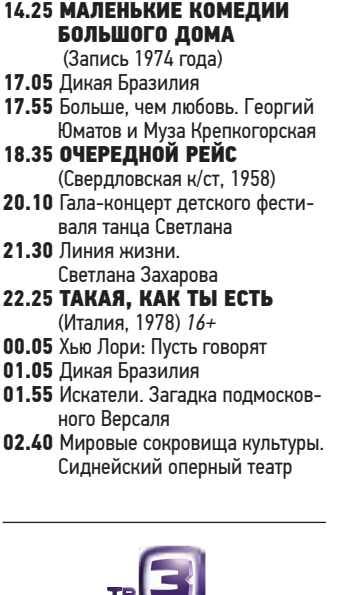 14.25 МАЛЕНЬКИЕ КОМЕДИИ
БОЛЬШОГО ДОМА
(Запись 1974 года)
17.05 Дикая Бразилия
17.55 Больше, чем любовь. Георгий
Юматов и Муза Крепкогорская
18.35 ОЧЕРЕДНОЙ РЕЙС
(Свердловская к/ст, 1958)
20.10 Гала-концерт детского фести-
валя танца Светлана
21.30 Линия жизни.
Светлана Захарова
22.25 ТАКАЯ, КАК ТЫ ЕСТЬ
(Италия, 1978) 16+
00.05 Хью Лори: Пусть говорят
01.05 Дикая Бразилия
01.55 Искатели. Загадка подмосков-
ного Версаля
02.40 Мировые сокровища культуры.
Сиднейский оперный театр
ТВ 3